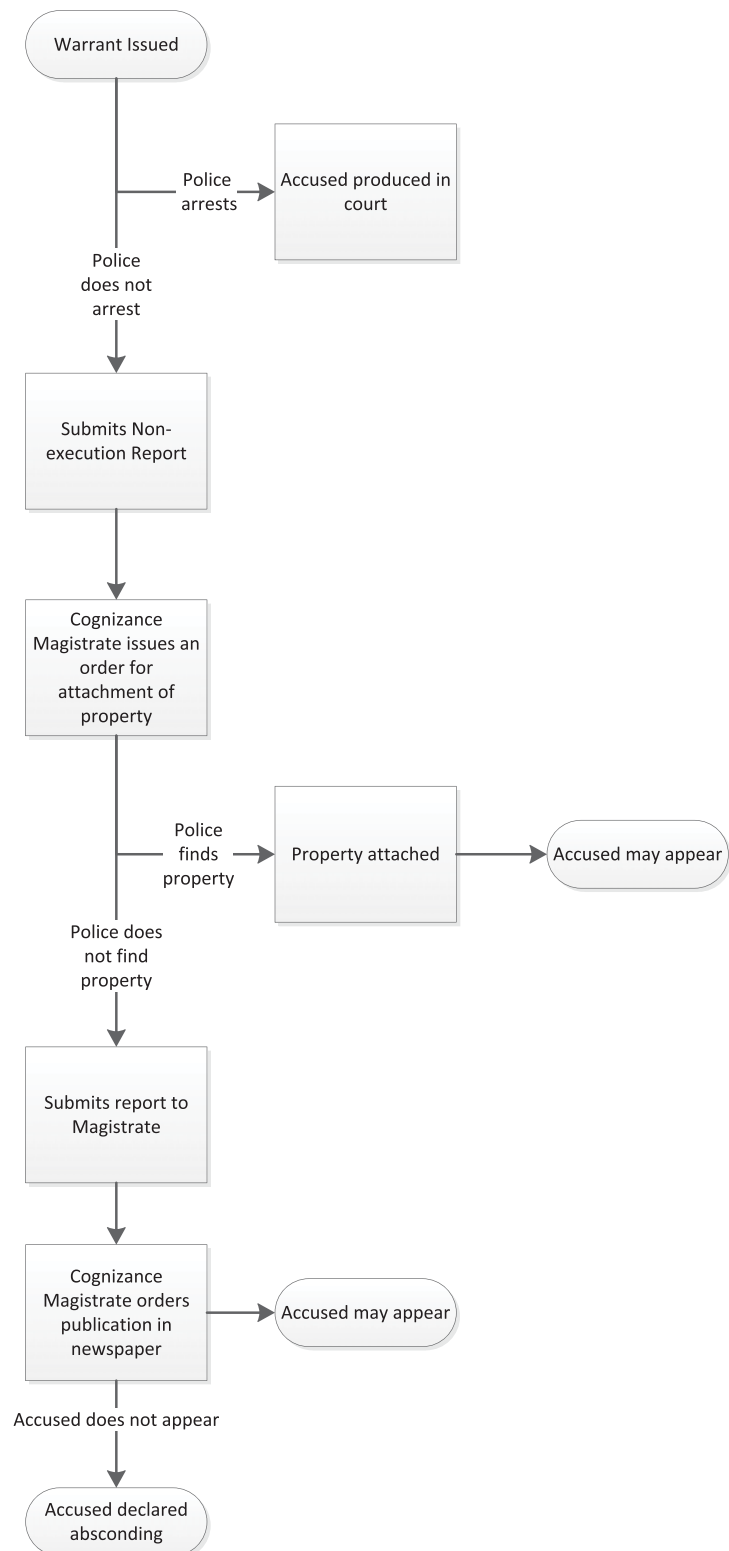 Warrant Issued
Police
arrests
Accused produced in
court
Police
does not
arrest
Submits Non-
execution Report
Cognizance
Magistrate issues an
order for
attachment of
property
Police
finds
property
Property attached
Accused may appear
Police does
not find
property
Submits report to
Magistrate
Cognizance
Magistrate orders
publication in
newspaper
Accused may appear
Accused does not appear
Accused declared
absconding